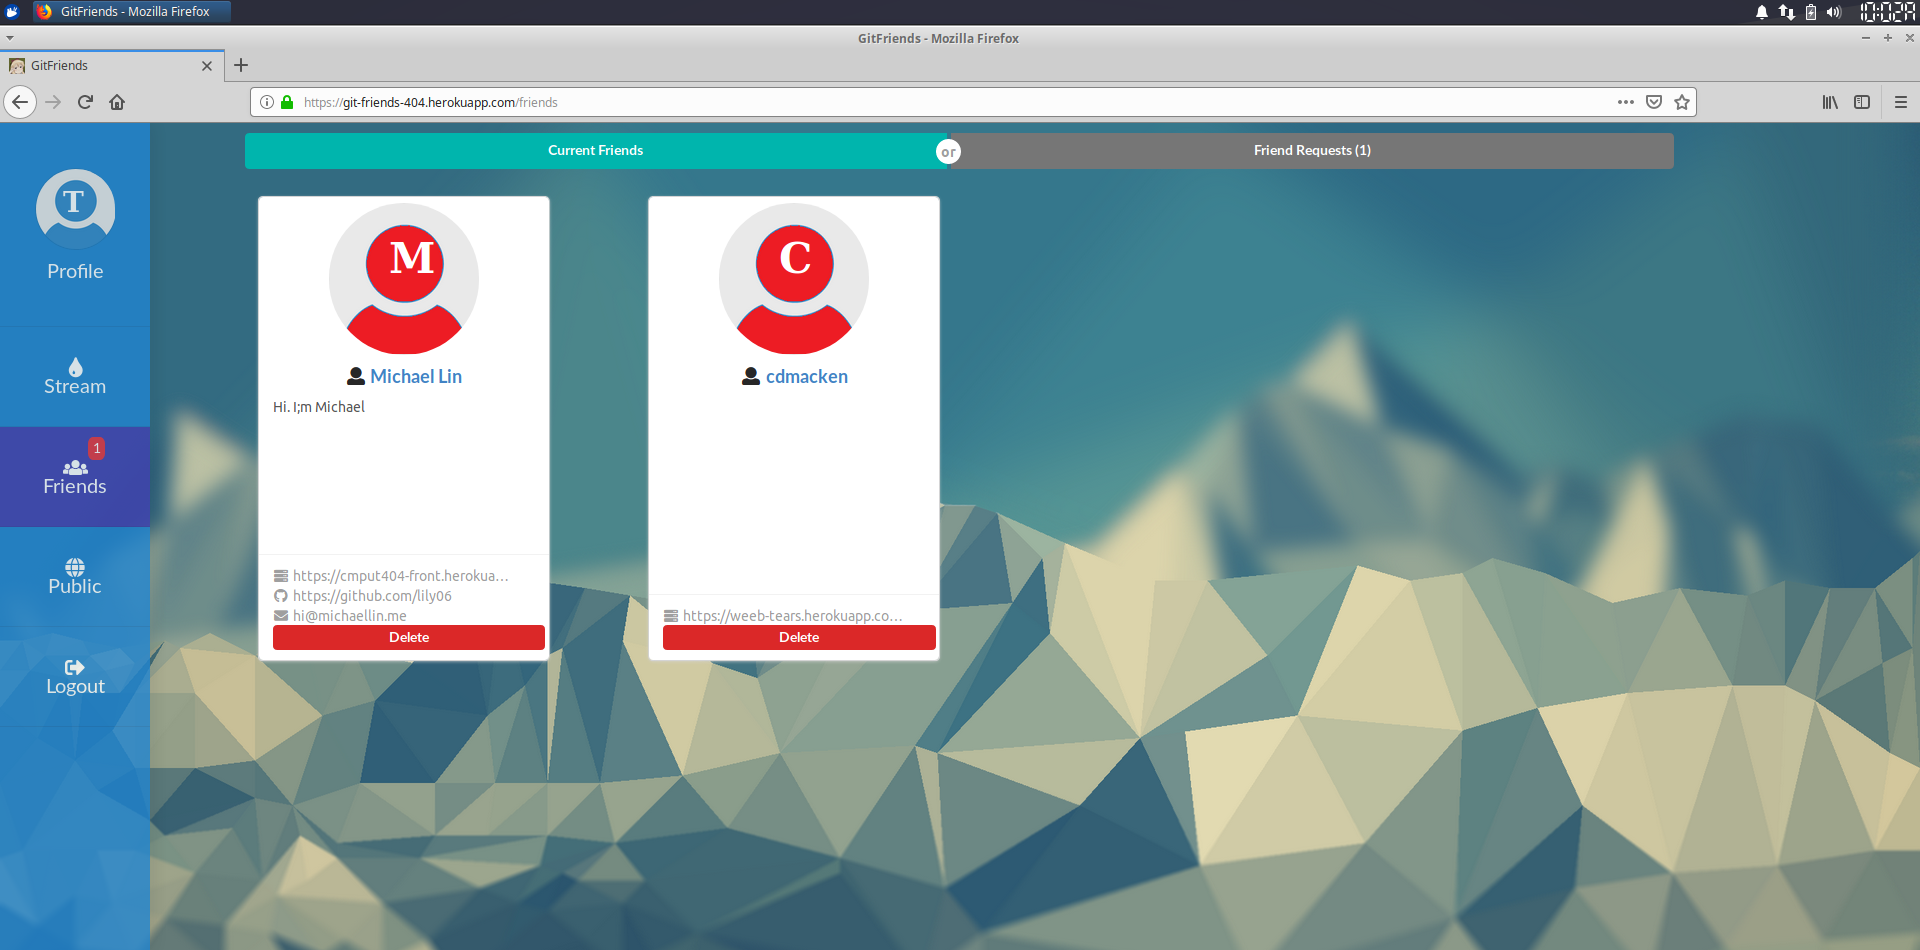 GitFriends - Mozilla Firefox
10:02A
GitFriends - Mozilla Firefox
GitFriends
https://git-friends-404.herokuapp.com/friends
Current Friends
or
Friend Requests (1)
T
Profile
Stream
1
Friends
Public
Logout
M
Michael Lin
Hi. I;m Michael
https://cmput404-front.herokua...
https://github.com/lily06
hi@michaellin.me
Delete
C
cdmacken
https://weeb-tears.herokuapp.co...
Delete